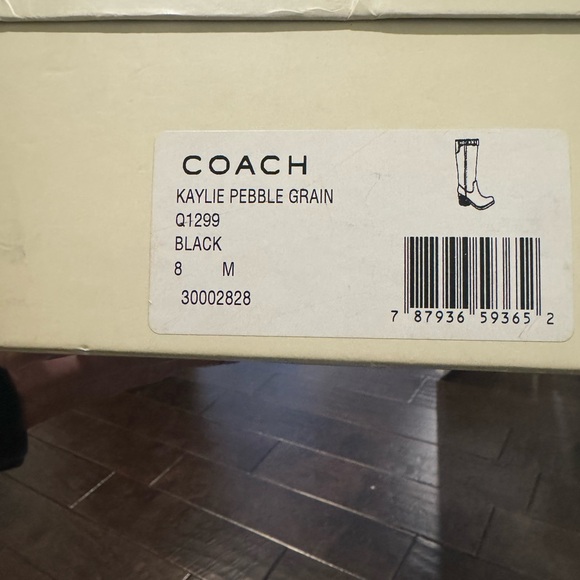 COACH
KAYLIE PEBBLE GRAIN
Q1299
BLACK
8 M
30002828
7 87936 59365 2